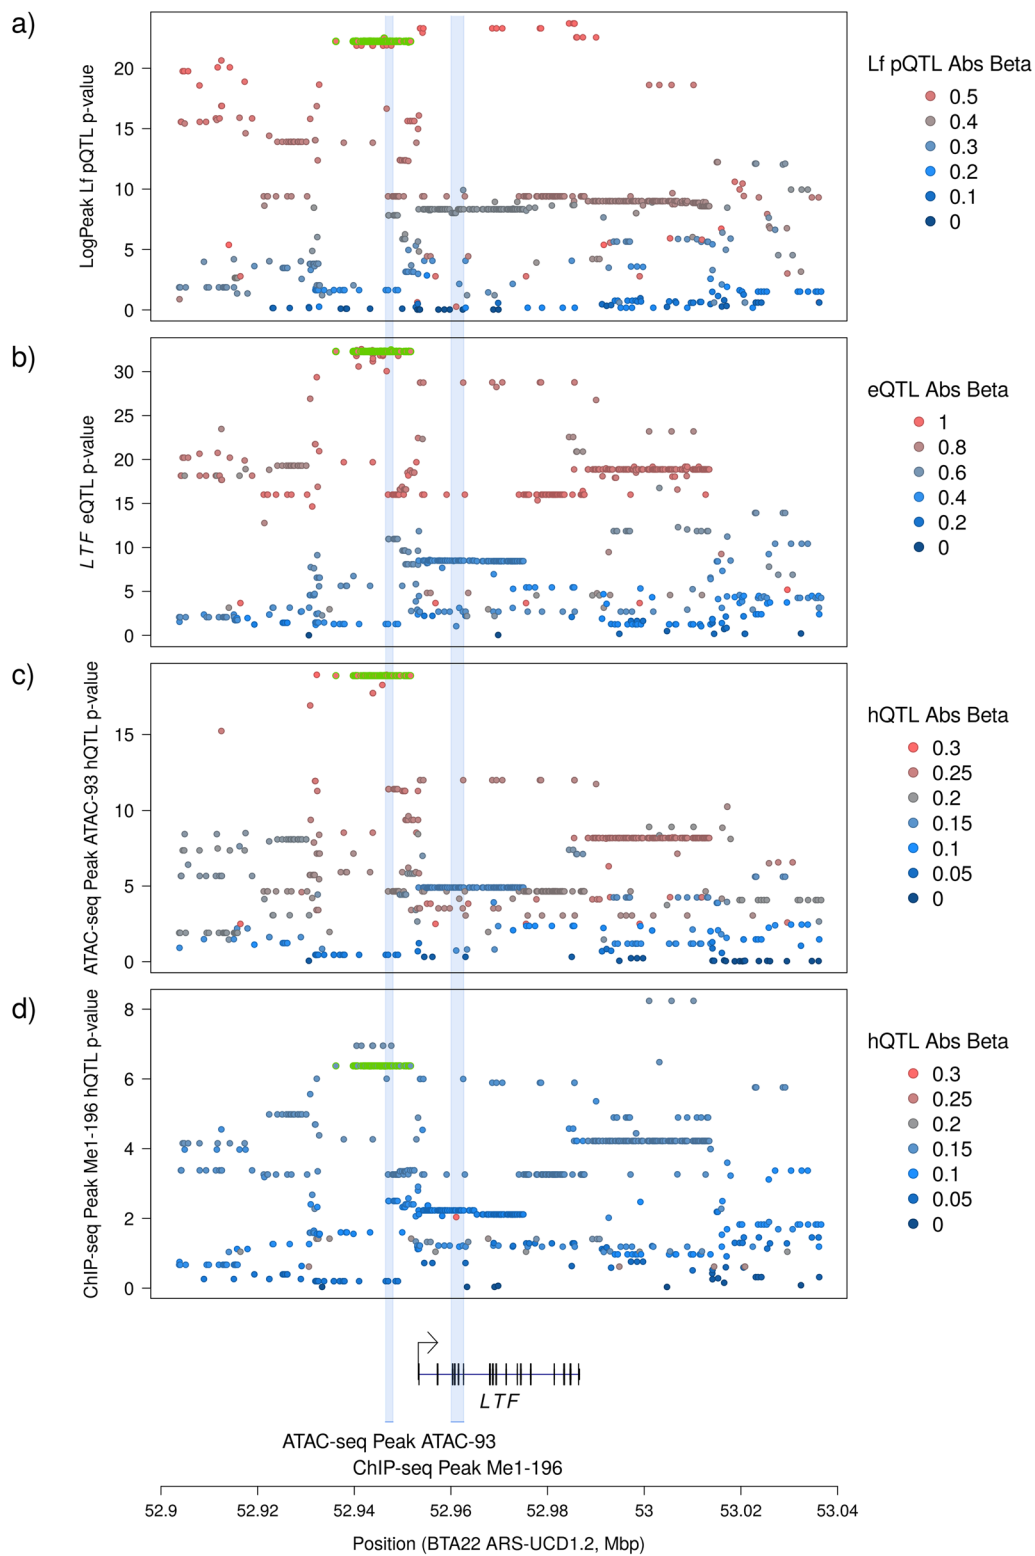 a)
LogPeak Lf pQTL p-value
20
15
10
5
0
Lf pQTL Abs Beta
0.5
0.4
0.3
0.2
0.1
0
b)
LTF eQTL p-value
30
25
20
15
10
5
0
eQTL Abs Beta
1
0.8
0.6
0.4
0.2
0
c)
ATAC-seq Peak ATAC-93 hQTL p-value
15
10
5
0
hQTL Abs Beta
0.3
0.25
0.2
0.15
0.1
0.05
0
d)
ChIP-seq Peak Me1-196 hQTL p-value
8
6
4
2
0
hQTL Abs Beta
0.3
0.25
0.2
0.15
0.1
0.05
0
LTF
ATAC-seq Peak ATAC-93
ChIP-seq Peak Me1-196
52.9 52.92 52.94 52.96 52.98 53 53.02 53.04
Position (BTA22 ARS-UCD1.2, Mbp)